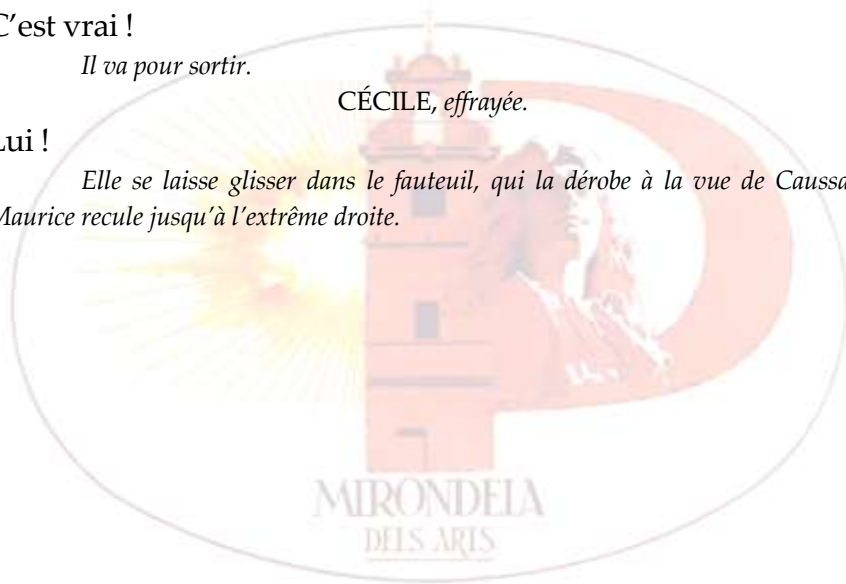 C’est vrai !
Il va pour sortir.
CÉCILE, effrayée.
Lui !
Elle se laisse glisser dans le fauteuil, qui la dérobe à la vue de
Maurice recule jusqu’à l’extrême droite.
MIRONDELA
DELS ARTS